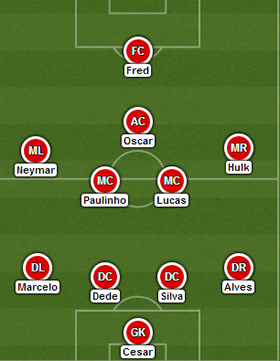 FC
Fred
AC
Oscar
ML
Neymar
MR
Hulk
MC
Paulinho
MC
Lucas
DL
Marcelo
DC
Dede
DC
Silva
DR
Alves
GK
Cesar